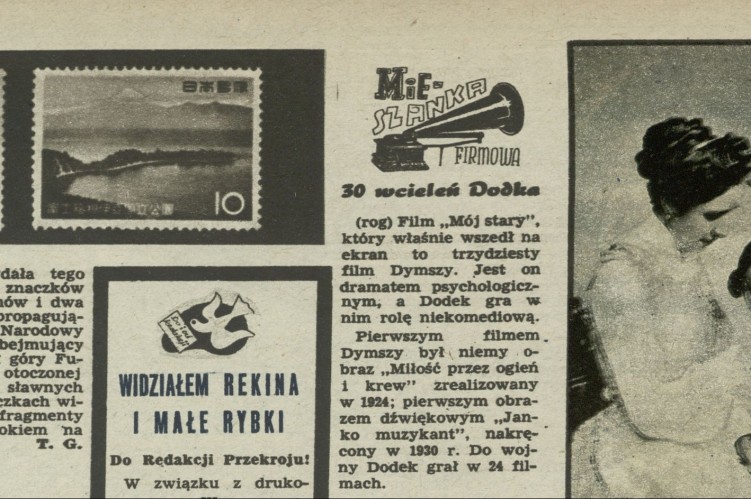 日本郵便
10
dała tego
znaczków
nów i dwa
propagują-
Narodowy
bejmujący
góry Fu-
otoczonej
sławnych
czkach wi-
fragmenty
okiem na
T. G.
Do Redakcji
WIDZIAŁEM REKINA
I MAŁE RYBKI
Do Redakcji Przekroju!
W związku z druko-
MIE-
SZANKA
FIRMOWA
30 wcieleń Dodka
(rog) Film „Mój stary",
który właśnie wszedł na
ekran to trzydziesty
film Dymszy. Jest on
dramatem psychologicz-
nym, a Dodek gra w
nim rolę niekomediową.
Pierwszym filmem
Dymszy był niemy o-
braz „Miłość przez ogień
i krew" zrealizowany
w 1924; pierwszym obra-
zem dźwiękowym „Jan-
ko muzykant", nakrę-
cony w 1930 r. Do woj-
ny Dodek grał w 24 fil-
mach.